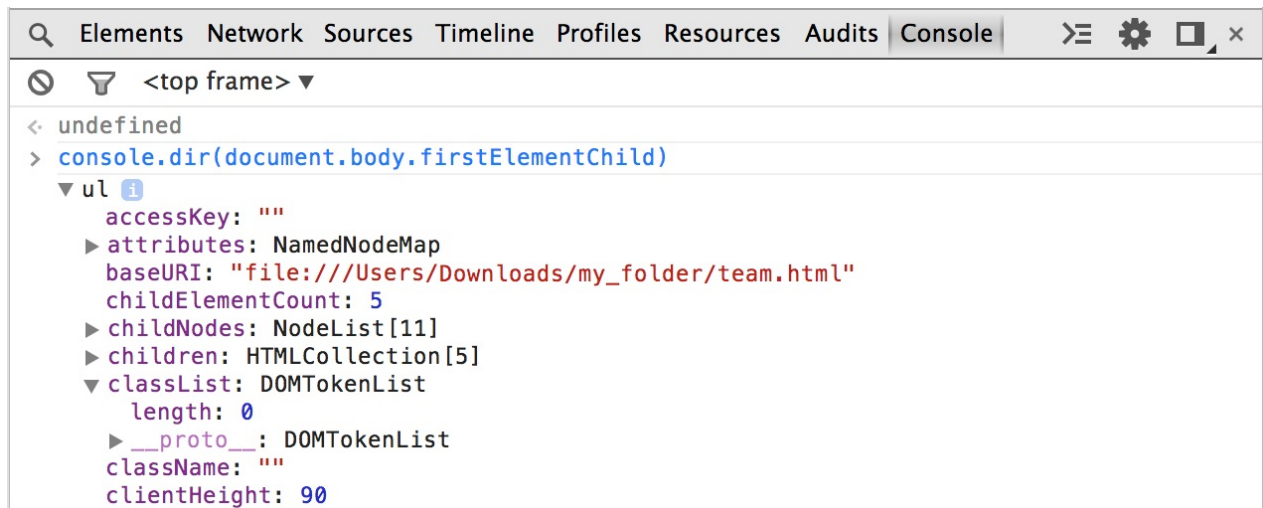 Elements Network Sources Timeline Profiles Resources Audits Console
<top frame> ▼
undefined
> console.dir(document.body.firstElementChild)
▼ ul i
accessKey: ""
▶ attributes: NamedNodeMap
baseURI: "file:///Users/Downloads/my_folder/team.html"
childElementCount: 5
▶ childNodes: NodeList[11]
▶ children: HTMLCollection[5]
▼ classList: DOMTokenList
length: 0
▶ __proto__: DOMTokenList
className: ""
clientHeight: 90